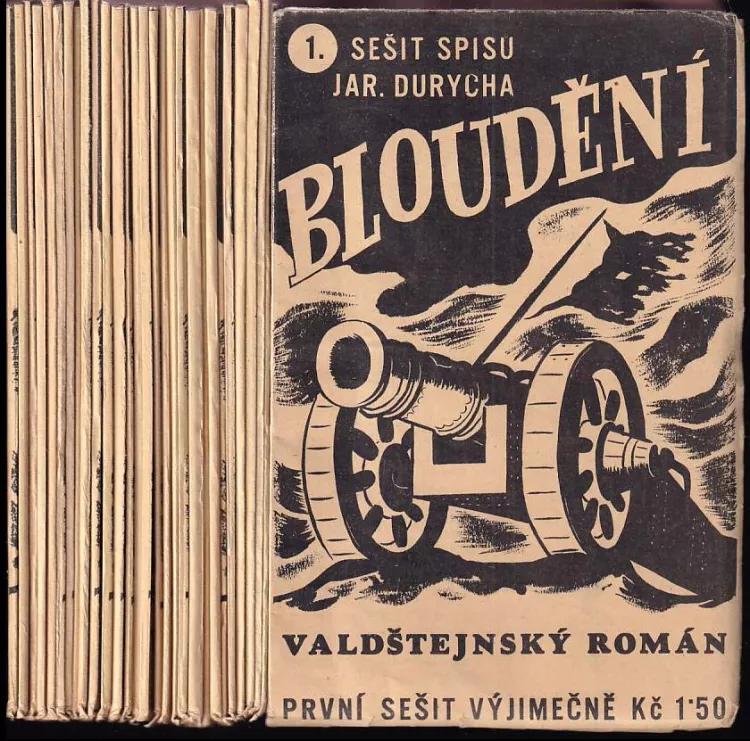 1. SEŠIT SPISU
JAR. DURYCHA
BLOUDĚNÍ
VALDŠTEJNSKÝ ROMÁN
PRVNÍ SEŠIT VÝJIMEČNĚ Kč 1·50